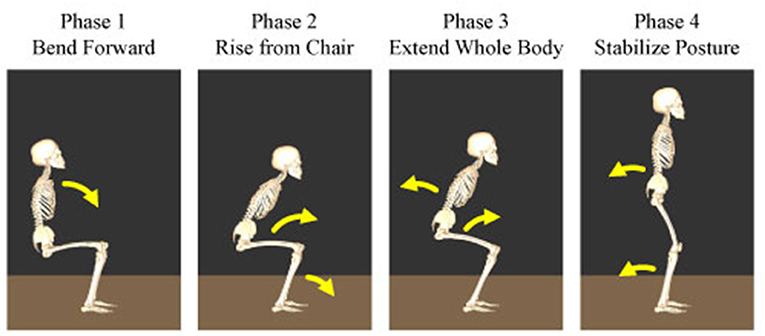 Phase 1
Bend Forward
Phase 2
Rise from Chair
Phase 3
Extend Whole Body
Phase 4
Stabilize Posture